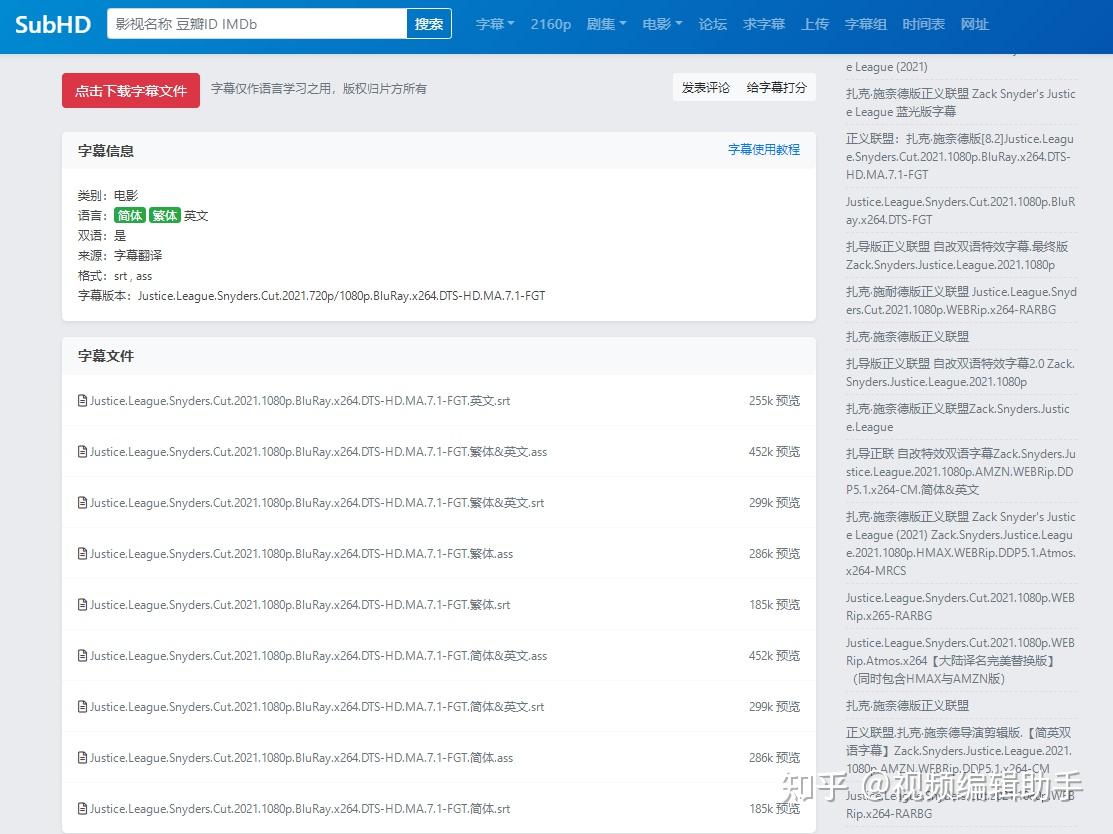 SubHD 影视名称 豆瓣ID IMDb 搜索 字幕 2160p 剧集 电影 论坛 求字幕 上传 字幕组 时间表 网址
点击下载字幕文件 字幕仅作语言学习之用，版权归片方所有 发表评论 给字幕打分
字幕信息 字幕使用教程
类别：电影
语言：简体 繁体 英文
双语：是
来源：字幕翻译
格式：srt , ass
字幕版本：Justice.League.Snyders.Cut.2021.720p/1080p.BluRay.x264.DTS-HD.MA.7.1-FGT
字幕文件
Justice.League.Snyders.Cut.2021.1080p.BluRay.x264.DTS-HD.MA.7.1-FGT.英文.srt 255k 预览
Justice.League.Snyders.Cut.2021.1080p.BluRay.x264.DTS-HD.MA.7.1-FGT.繁体&英文.ass 452k 预览
Justice.League.Snyders.Cut.2021.1080p.BluRay.x264.DTS-HD.MA.7.1-FGT.繁体&英文.srt 299k 预览
Justice.League.Snyders.Cut.2021.1080p.BluRay.x264.DTS-HD.MA.7.1-FGT.繁体.ass 286k 预览
Justice.League.Snyders.Cut.2021.1080p.BluRay.x264.DTS-HD.MA.7.1-FGT.繁体.srt 185k 预览
Justice.League.Snyders.Cut.2021.1080p.BluRay.x264.DTS-HD.MA.7.1-FGT.简体&英文.ass 452k 预览
Justice.League.Snyders.Cut.2021.1080p.BluRay.x264.DTS-HD.MA.7.1-FGT.简体&英文.srt 299k 预览
Justice.League.Snyders.Cut.2021.1080p.BluRay.x264.DTS-HD.MA.7.1-FGT.简体.ass 286k 预览
Justice.League.Snyders.Cut.2021.1080p.BluRay.x264.DTS-HD.MA.7.1-FGT.简体.srt 185k 预览
e League (2021)
扎克·施奈德版正义联盟 Zack Snyder's Justic
e League 蓝光版字幕
正义联盟：扎克·施奈德版[8.2]Justice.Leagu
e.Snyders.Cut.2021.1080p.BluRay.x264.DTS-
HD.MA.7.1-FGT
Justice.League.Snyders.Cut.2021.1080p.BluR
ay.x264.DTS-FGT
扎导版正义联盟 自改双语特效字幕.最终版
Zack.Snyders.Justice.League.2021.1080p
扎克·施耐德版正义联盟 Justice.League.Snyd
ers.Cut.2021.1080p.WEBRip.x264-RARBG
扎克·施奈德版正义联盟
扎导版正义联盟 自改双语特效字幕2.0 Zack.
Snyders.Justice.League.2021.1080p
扎克·施奈德版正义联盟Zack.Snyders.Justic
e.League
扎导正联 自改特效双语字幕Zack.Snyders.Ju
stice.League.2021.1080p.AMZN.WEBRip.DD
P5.1.x264-CM.简体&英文
扎克·施奈德版正义联盟 Zack Snyder's Justic
e League (2021) Zack.Snyders.Justice.Leagu
e.2021.1080p.HMAX.WEBRip.DDP5.1.Atmos.
x264-MRCS
Justice.League.Snyders.Cut.2021.1080p.WEB
Rip.x265-RARBG
Justice.League.Snyders.Cut.2021.1080p.WEB
Rip.Atmos.x264【大陆译名完美替换版】
（同时包含HMAX与AMZN版）
扎克·施奈德版正义联盟
正义联盟.扎克·施奈德导演剪辑版.【简英双
语字幕】Zack.Snyders.Justice.League.2021.
1080p.AMZN.WEBRip.DDP5.1.x264-CM
Justice.League.Snyders.Cut.2021.1080p.WEB
Rip.x264-RARBG
知乎 @视频编辑助手